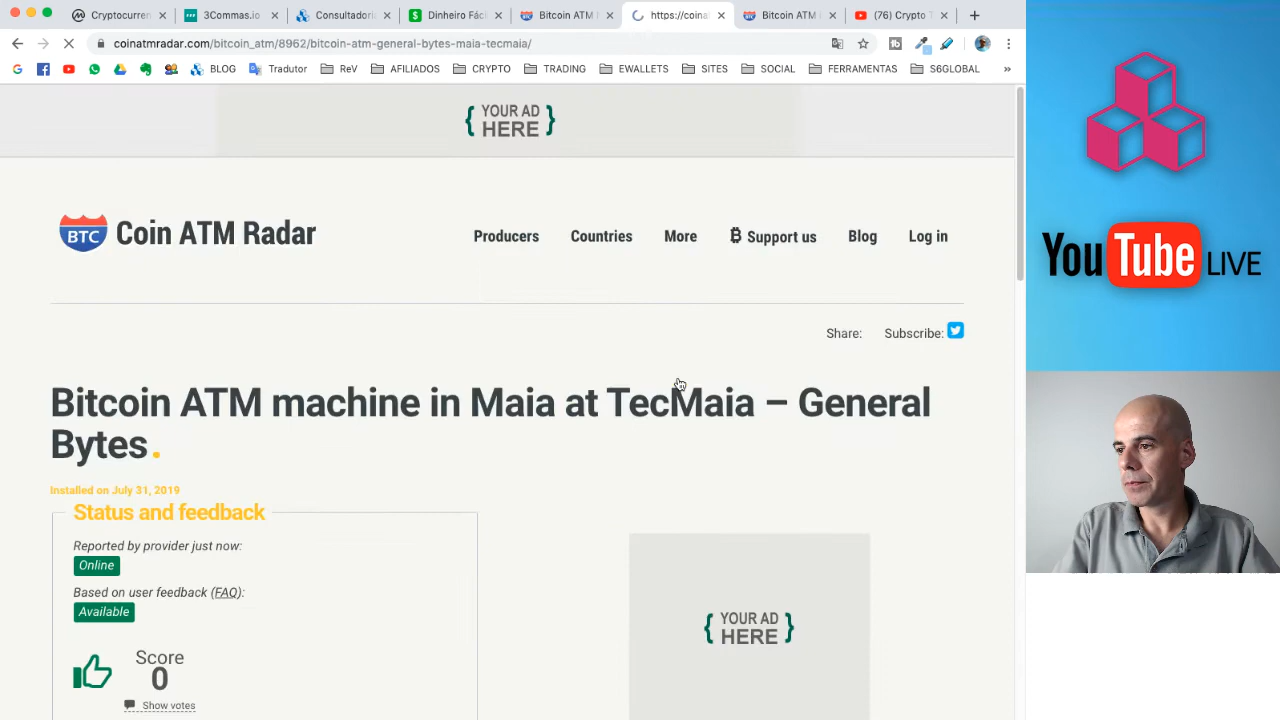 Cryptocurren
3Commas.io
Consultadoria
Dinheiro Fáci
Bitcoin ATM
https://coinat
Bitcoin ATM
(76) Crypto T
coinatmradar.com/bitcoin_atm/8962/bitcoin-atm-general-bytes-maia-tecmaia/
BLOG
Tradutor
ReV
AFILIADOS
CRYPTO
TRADING
EWALLETS
SITES
SOCIAL
FERRAMENTAS
S6GLOBAL
»
{ YOUR AD HERE }
BTC Coin ATM Radar
Producers
Countries
More
Support us
Blog
Log in
YouTube LIVE
Share:
Subscribe:
Bitcoin ATM machine in Maia at TecMaia – General
Bytes.
Installed on July 31, 2019
Status and feedback
Reported by provider just now:
Online
Based on user feedback (FAQ):
Available
Score
0
Show votes
{ YOUR AD HERE }